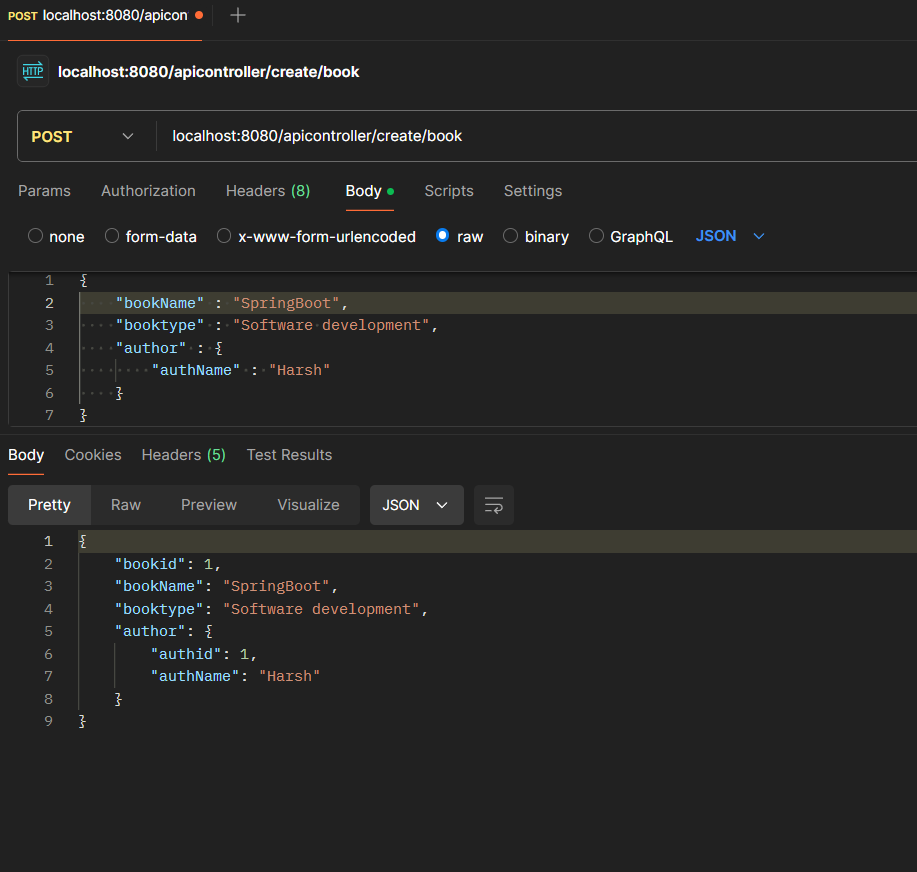 POST localhost:8080/apicon
HTTP localhost:8080/apicontroller/create/book
POST localhost:8080/apicontroller/create/book
Params Authorization Headers (8) Body Scripts Settings
none form-data x-www-form-urlencoded raw binary GraphQL JSON
1 {
2 "bookName" : "SpringBoot",
3 "booktype" : "Software development",
4 "author" : {
5 "authName" : "Harsh"
6 }
7 }
Body Cookies Headers (5) Test Results
Pretty Raw Preview Visualize JSON
1 {
2 "bookid": 1,
3 "bookName": "SpringBoot",
4 "booktype": "Software development",
5 "author": {
6 "authid": 1,
7 "authName": "Harsh"
8 }
9 }